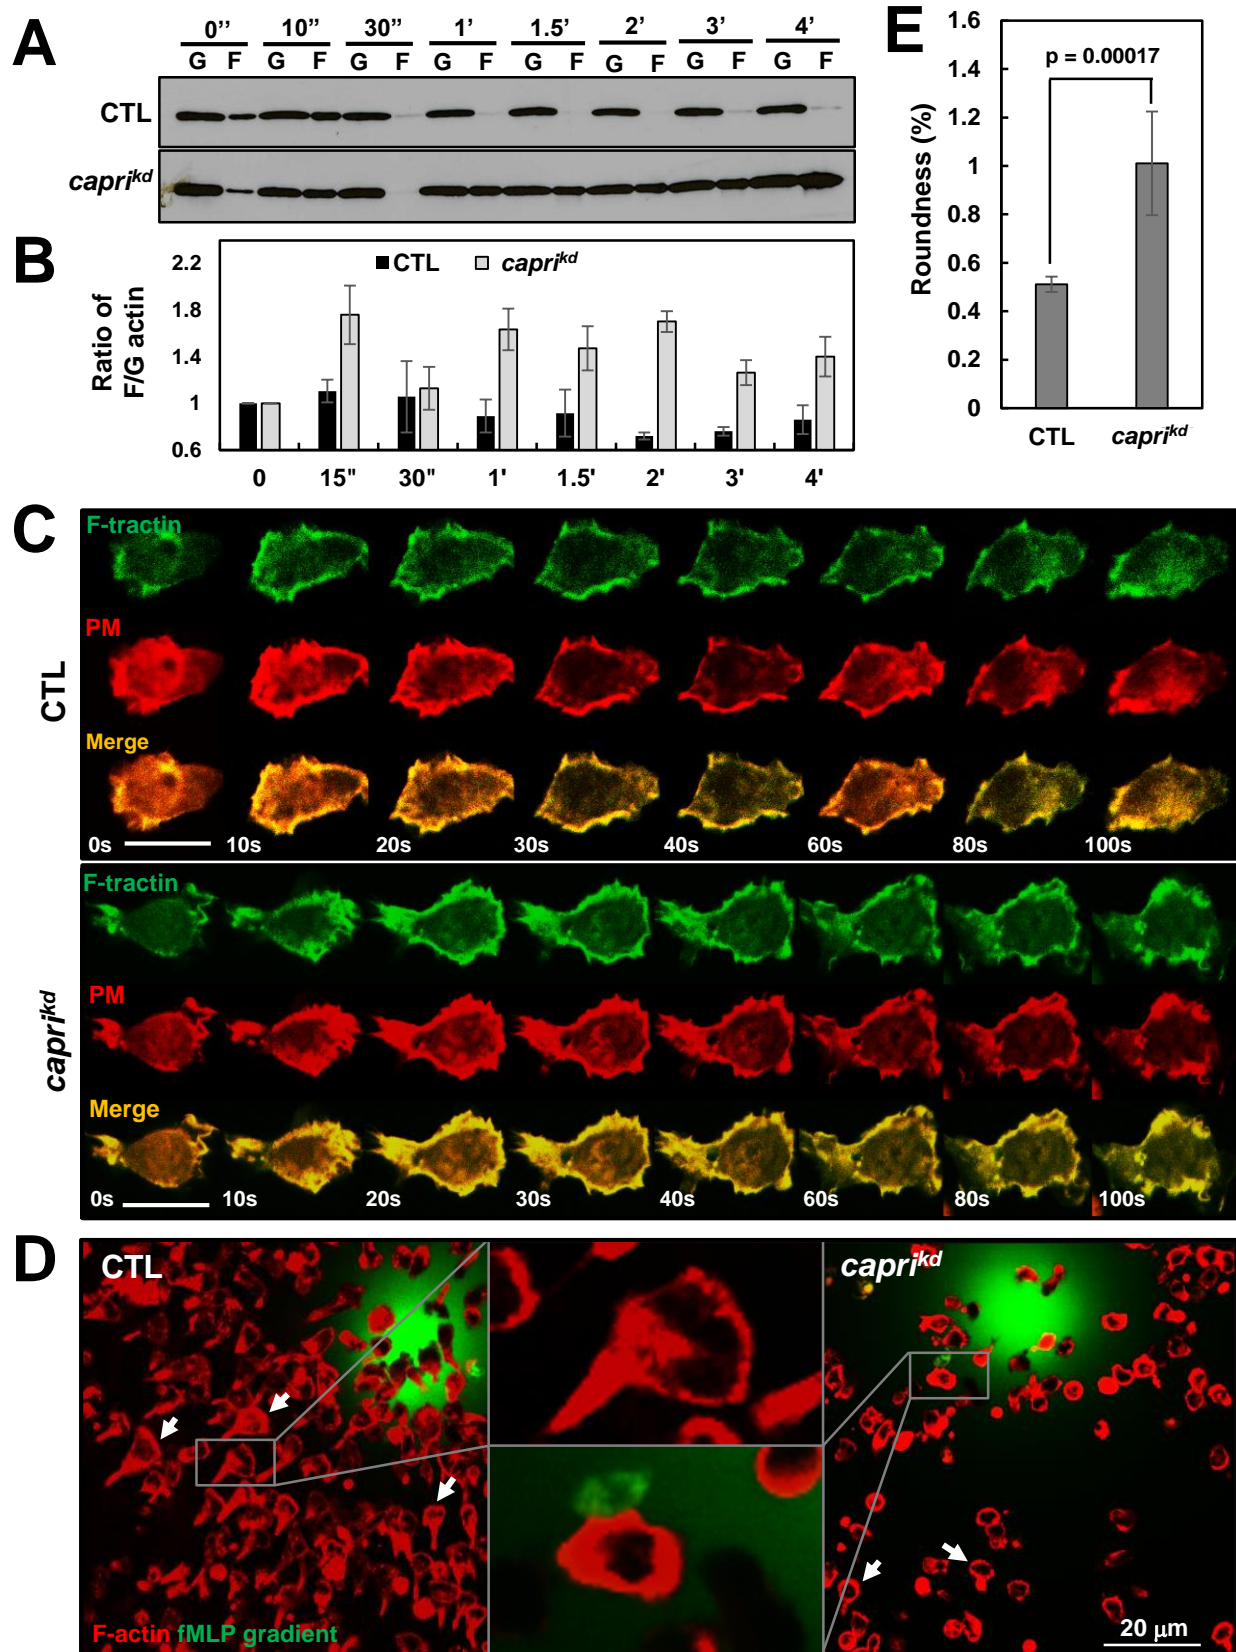 A
0'' 10” 30” 1’ 1.5’ 2’ 3’ 4’
G F G F G F G F G F G F G F G F
CTL
capri^kd
B
Ratio of
F/G actin
CTL capri^kd
2.2
1.8
1.4
1
0.6
0 15" 30" 1' 1.5' 2' 3' 4'
E
Roundness (%)
1.6
1.4
1.2
1
0.8
0.6
0.4
0.2
0
p = 0.00017
CTL capri^kd
C
CTL
F-tractin
PM
Merge
0s 10s 20s 30s 40s 60s 80s 100s
capri^kd
F-tractin
PM
Merge
0s 10s 20s 30s 40s 60s 80s 100s
D
CTL
capri^kd
F-actin fMLP gradient
20 μm